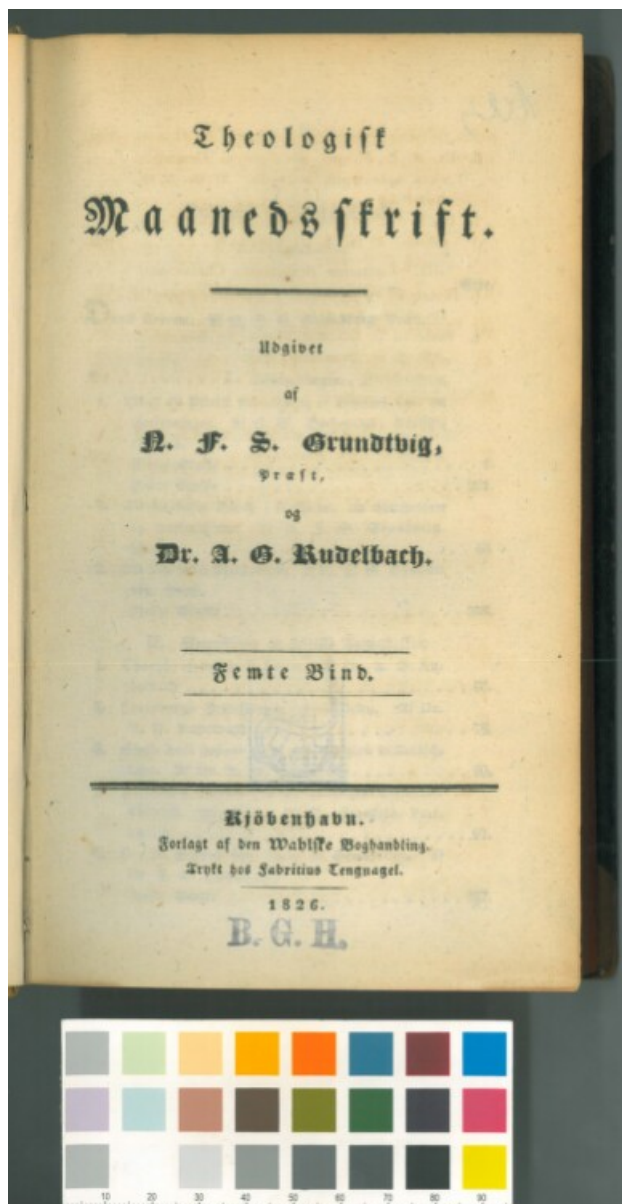 Theologisk
Maanedsskrift.
Udgivet
af
N. F. S. Grundtvig,
Præst,
og
Dr. A. G. Rudelbach.
Femte Bind.
Kjöbenhavn.
Forlagt af den Wahlske Boghandling.
Trykt hos Fabritius Tengnagel.
1826.
B. G. H.
10 20 30 40 50 60 70 80 90